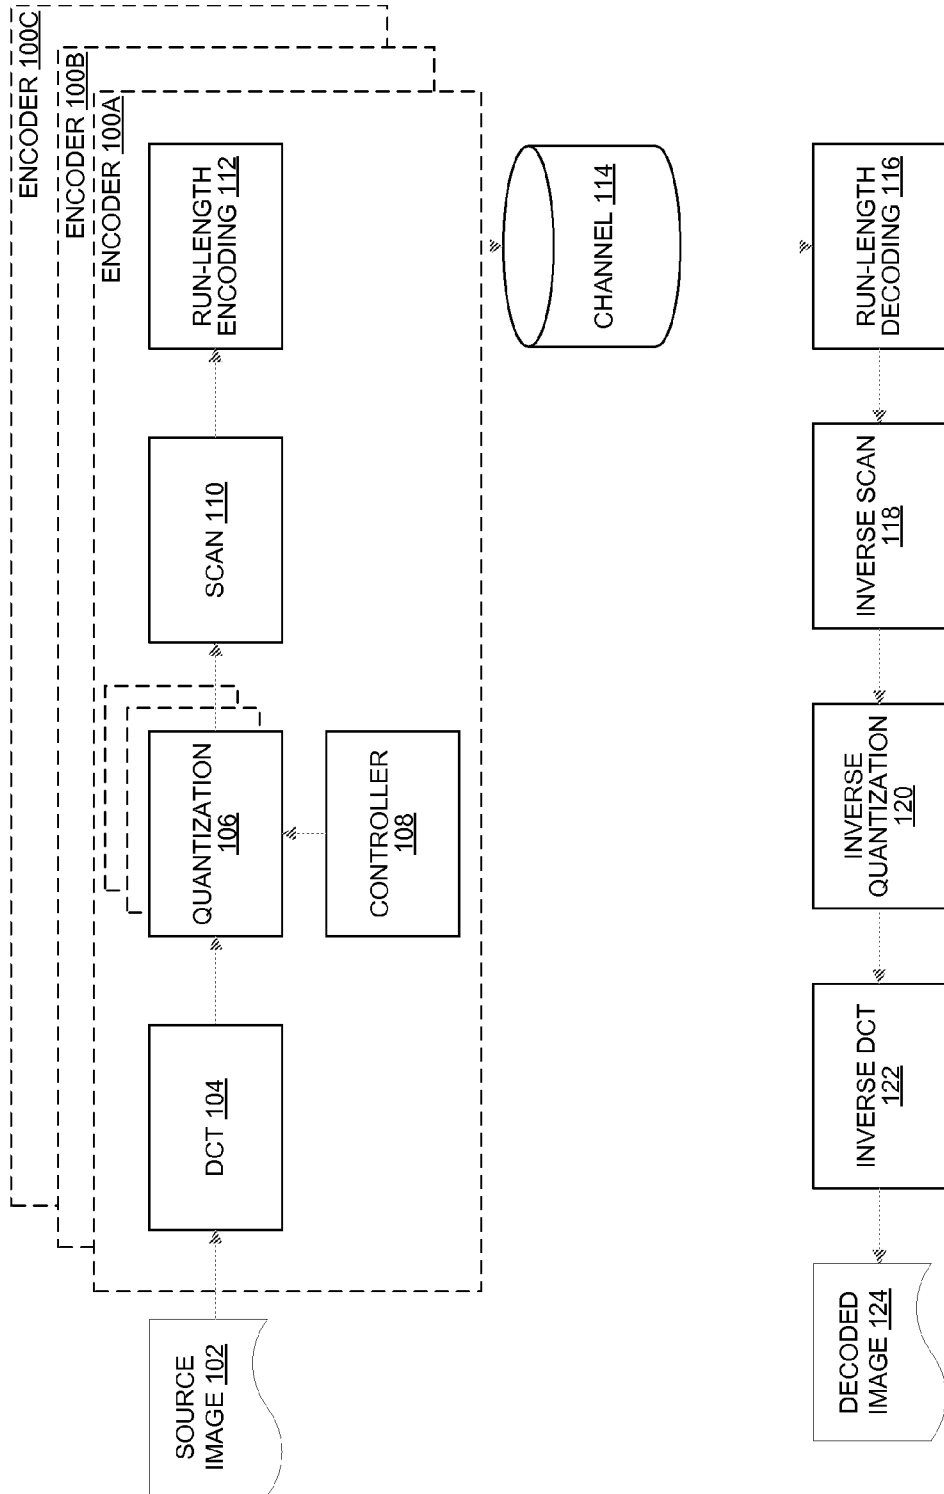 ENCODER 100C
ENCODER 100B
ENCODER 100A
SOURCE
IMAGE 102
DCT 104
QUANTIZATION
106
SCAN 110
RUN-LENGTH
ENCODING 112
CONTROLLER
108
CHANNEL 114
RUN-LENGTH
DECODING 116
INVERSE SCAN
118
INVERSE
QUANTIZATION
120
INVERSE DCT
122
DECODED
IMAGE 124